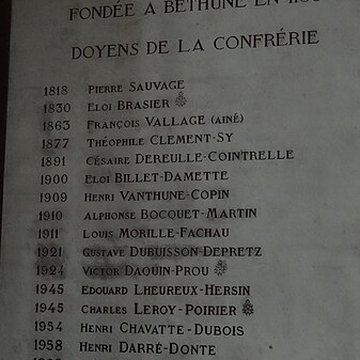 FONDÉE A BÉTHUNE EN
DOYENS DE LA CONFRÉRIE
1818 PIERRE SAUVAGE
1830 ELOI BRASIER
1863 FRANÇOIS VALLAGE (AINÉ)
1877 THÉOPHILE CLEMENT-SY
1891 CÉSAIRE DEREULLE-COINTRELLE
1900 ELOI BILLET-DAMETTE
1909 HENRI VANTHUNE-COPIN
1910 ALPHONSE BOCQUET-MARTIN
1911 LOUIS MORILLE-FACHAU
1921 GUSTAVE DUBUISSON-DEPRETZ
1924 VICTOR DAQUIN-PROU
1945 EDOUARD LHEUREUX-HERSIN
1945 CHARLES LEROY-POIRIER
1954 HENRI CHAVATTE-DUBOIS
1958 HENRI DARRÉ-DONTE